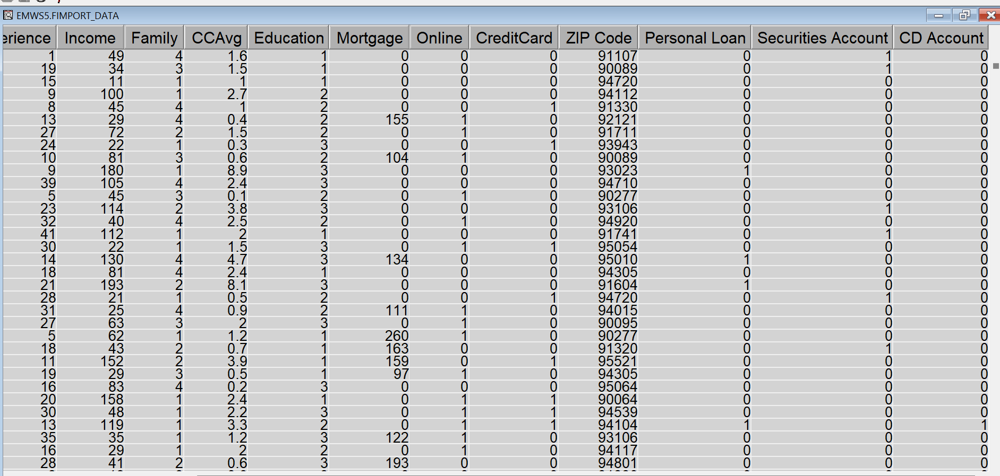 EMWS5.FIMPORT_DATA
erience Income Family CCAvg Education Mortgage Online CreditCard ZIP Code Personal Loan Securities Account CD Account
1 49 4 1.6 1 0 0 0 91107 0 1 0
19 34 3 1.5 1 0 0 0 90089 0 1 0
15 11 1 1 1 0 0 0 94720 0 0 0
9 100 1 2.7 2 0 0 0 94112 0 0 0
8 45 4 1 2 0 0 1 91330 0 0 0
13 29 4 0.4 2 155 1 0 92121 0 0 0
27 72 2 1.5 2 0 1 0 91711 0 0 0
24 22 1 0.3 3 0 0 1 93943 0 0 0
10 81 3 0.6 2 104 1 0 90089 0 0 0
9 180 1 8.9 3 0 0 0 93023 1 0 0
39 105 4 2.4 3 0 0 0 94710 0 0 0
5 45 3 0.1 2 0 1 0 90277 0 0 0
23 114 2 3.8 3 0 0 0 93106 0 1 0
32 40 4 2.5 2 0 1 0 94920 0 0 0
41 112 1 2 1 0 0 0 91741 0 1 0
30 22 1 1.5 3 0 1 1 95054 0 0 0
14 130 4 4.7 3 134 0 0 95010 1 0 0
18 81 4 2.4 1 0 0 0 94305 0 0 0
21 193 2 8.1 3 0 0 0 91604 1 0 0
28 21 1 0.5 2 0 0 1 94720 0 1 0
31 25 4 0.9 2 111 1 0 94015 0 0 0
27 63 3 2 3 0 1 0 90095 0 0 0
5 62 1 1.2 1 260 1 0 90277 0 0 0
18 43 2 0.7 1 163 0 0 91320 0 1 0
11 152 2 3.9 1 159 0 1 95521 0 0 0
19 29 3 0.5 1 97 1 0 94305 0 0 0
16 83 4 0.2 3 0 0 0 95064 0 0 0
20 158 1 2.4 1 0 1 1 90064 0 0 0
30 48 1 2.2 3 0 1 1 94539 0 0 0
13 119 1 3.3 2 0 1 1 94104 1 0 1
35 35 1 1.2 3 122 1 0 93106 0 0 0
16 29 1 2 2 0 1 0 94117 0 0 0
28 41 2 0.6 3 193 0 0 94801 0 0 0